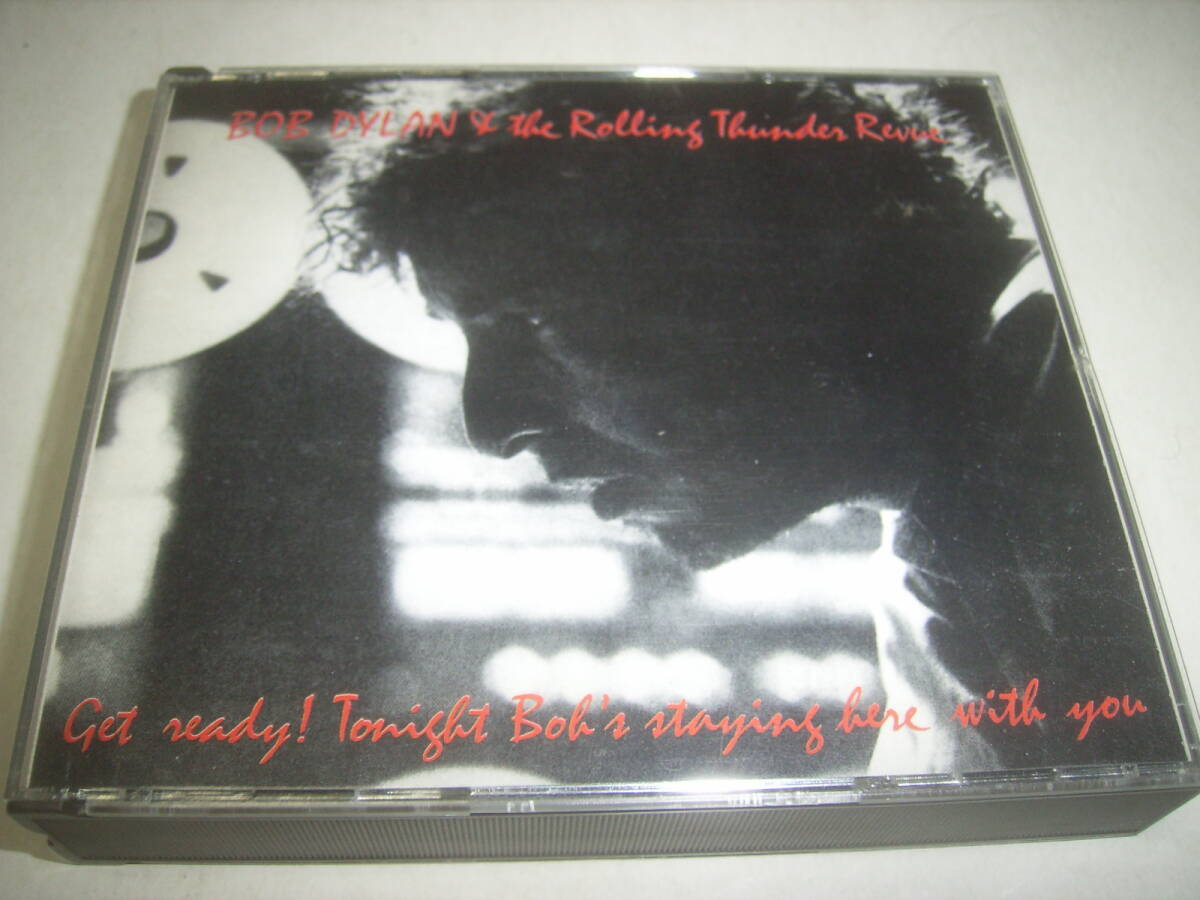 BOB DYLAN & the Rolling Thunder Revue
Get ready! Tonight Bob's staying here with you